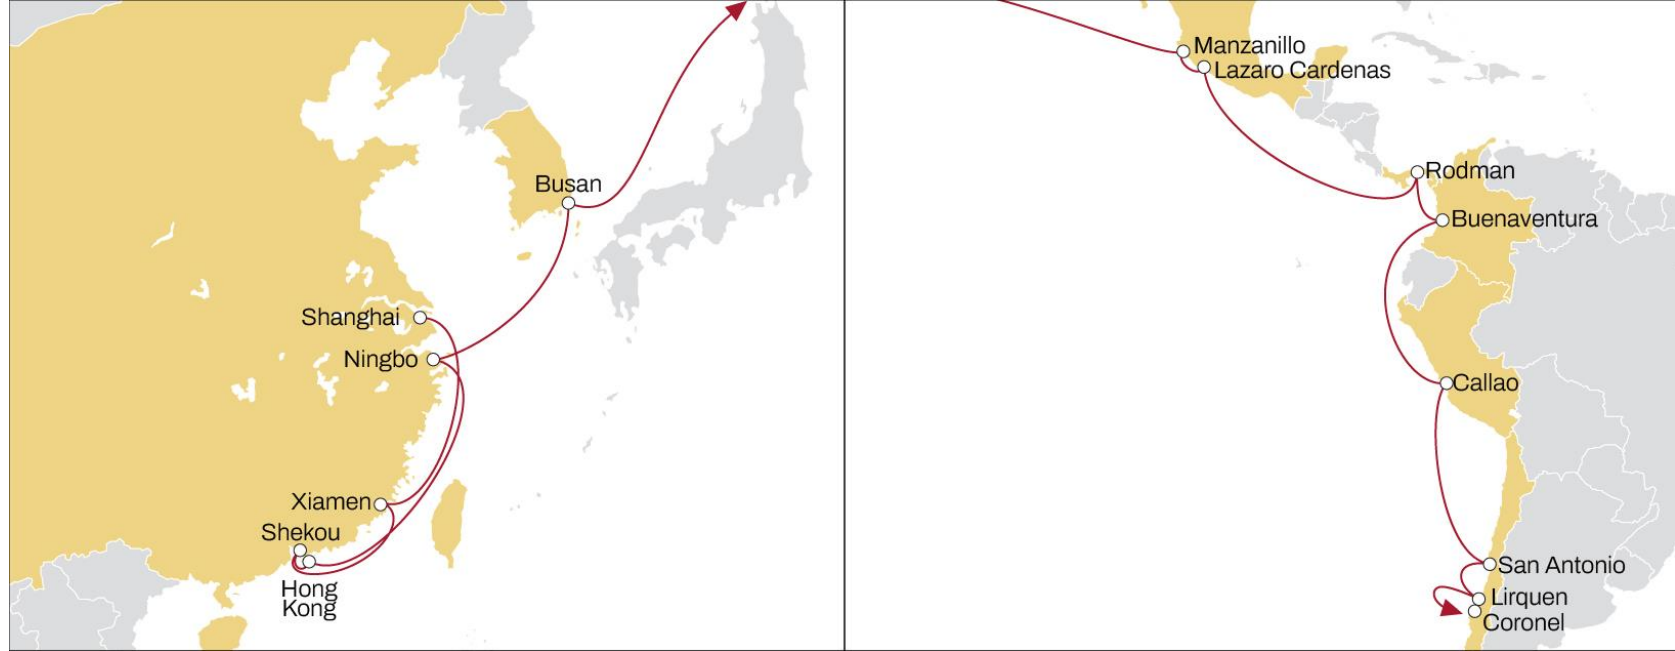 Busan
Shanghai
Ningbo
Xiamen
Shekou
Hong
Kong
Manzanillo
Lazaro Cardenas
Rodman
Buenaventura
Callao
San Antonio
Lirquen
Coronel